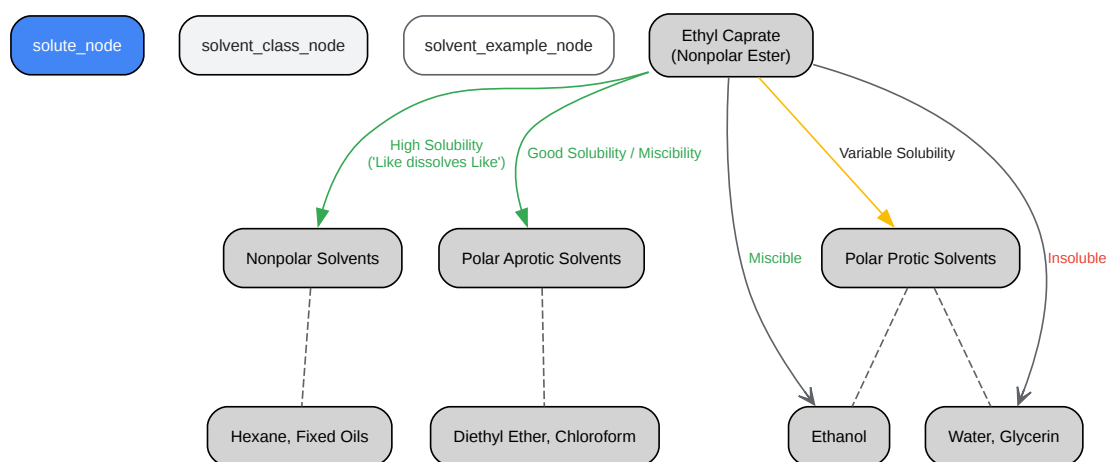 solute_node
solvent_class_node
solvent_example_node
Ethyl Caprate
(Nonpolar Ester)
High Solubility
('Like dissolves Like')
Good Solubility / Miscibility
Variable Solubility
Nonpolar Solvents
Polar Aprotic Solvents
Miscible
Polar Protic Solvents
Insoluble
Hexane, Fixed Oils
Diethyl Ether, Chloroform
Ethanol
Water, Glycerin